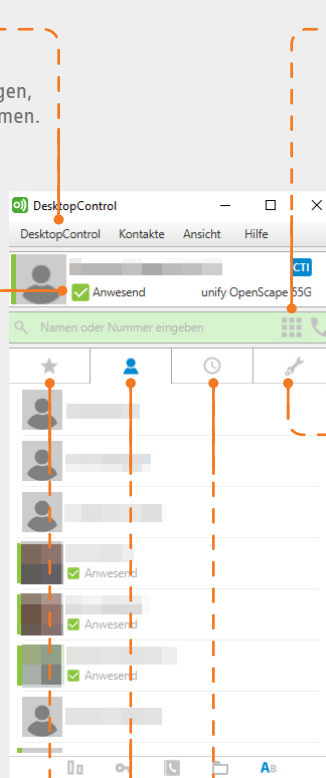 gen,
men.
DesktopControl
DesktopControl Kontakte Ansicht Hilfe
CTI
Anwesend unify OpenScape 55G
Namen oder Nummer eingeben
Anwesend
Anwesend
Anwesend
AB